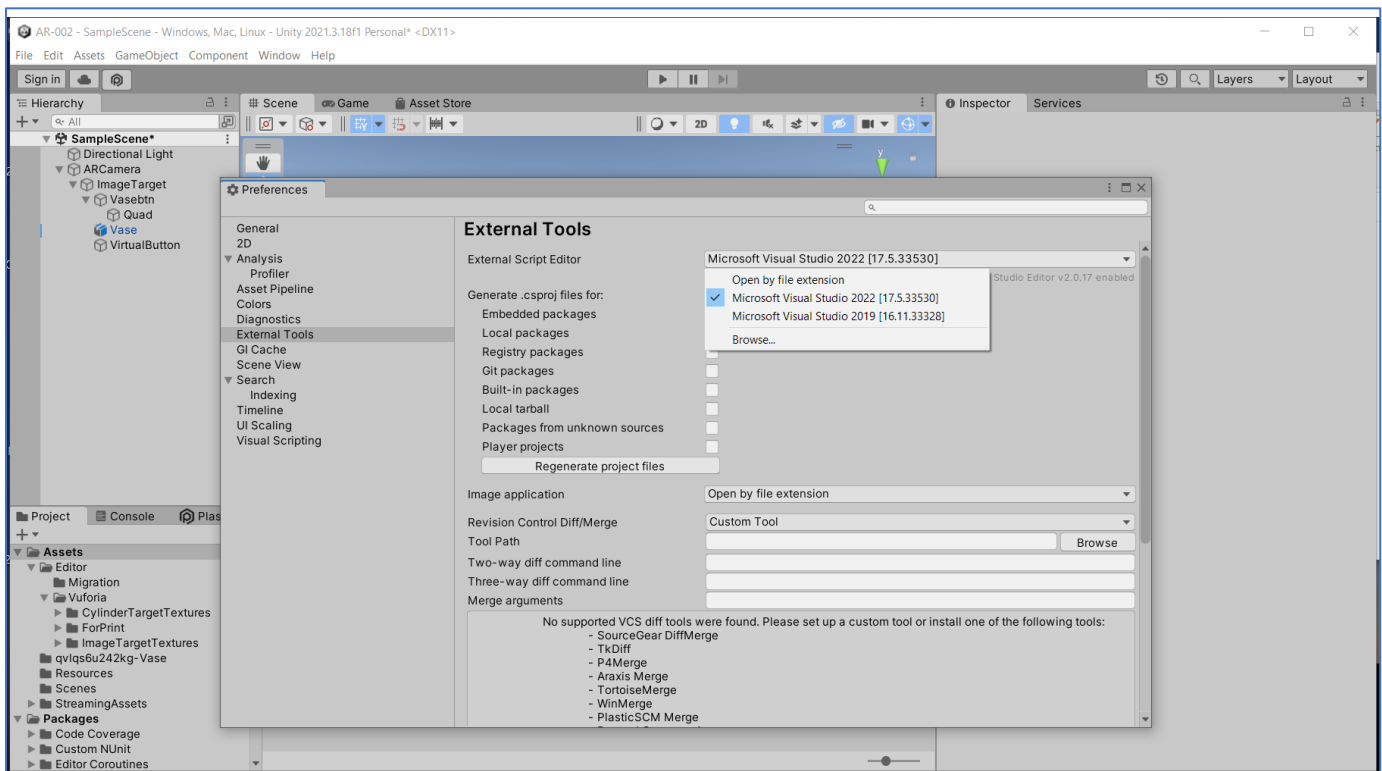 AR-002 - SampleScene - Windows, Mac, Linux - Unity 2021.3.18f1 Personal* <DX11>
File Edit Assets GameObject Component Window Help
Sign in
Layers
Layout
Hierarchy
Scene
Game
Asset Store
Inspector
Services
All
2D
SampleScene*
Directional Light
ARCamera
ImageTarget
Vasebtn
Quad
Vase
VirtualButton
y
Preferences
General
2D
Analysis
Profiler
Asset Pipeline
Colors
Diagnostics
External Tools
GI Cache
Scene View
Search
Indexing
Timeline
UI Scaling
Visual Scripting
External Tools
External Script Editor
Microsoft Visual Studio 2022 [17.5.33530]
Studio Editor v2.0.17 enabled
Open by file extension
Microsoft Visual Studio 2022 [17.5.33530]
Microsoft Visual Studio 2019 [16.11.33328]
Browse...
Generate .csproj files for:
Embedded packages
Local packages
Registry packages
Git packages
Built-in packages
Local tarball
Packages from unknown sources
Player projects
Regenerate project files
Image application
Open by file extension
Revision Control Diff/Merge
Custom Tool
Tool Path
Browse
Two-way diff command line
Three-way diff command line
Merge arguments
No supported VCS diff tools were found. Please set up a custom tool or install one of the following tools:
- SourceGear DiffMerge
- TkDiff
- P4Merge
- Araxis Merge
- TortoiseMerge
- WinMerge
- PlasticSCM Merge
Project
Console
Plas
Assets
Editor
Migration
Vuforia
CylinderTargetTextures
ForPrint
ImageTargetTextures
qvlqs6u242kg-Vase
Resources
Scenes
StreamingAssets
Packages
Code Coverage
Custom NUnit
Editor Coroutines